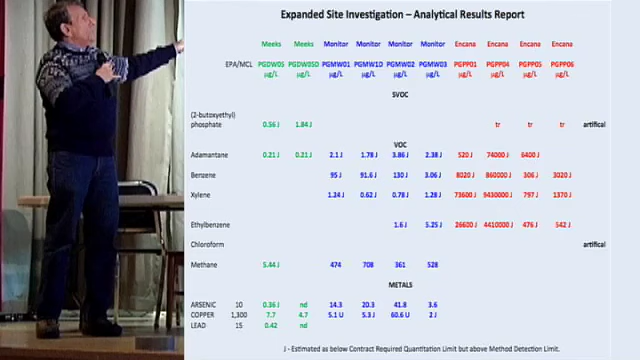 Expanded Site Investigation – Analytical Results Report
Meeks Meeks Monitor Monitor Monitor Monitor Encana Encana Encana Encana
EPA/MCL PGDW05 PGDW05D PGMW01 PGMW1D PGMW02 PGMW03 PGPP01 PGPP04 PGPP05 PGPP06
µg/L µg/L µg/L µg/L µg/L µg/L µg/L µg/L µg/L µg/L
SVOC
(2-butoxyethyl)
phosphate 0.56 J 1.84 J tr tr tr artifical
VOC
Adamantane 0.21 J 0.21 J 2.1 J 1.78 J 3.86 J 2.38 J 520 J 74000 J 6400 J
Benzene 95 J 91.6 J 130 J 3.06 J 8020 J 860000 J 306 J 3020 J
Xylene 1.24 J 0.62 J 0.78 J 1.28 J 73600 J 9430000 J 797 J 1370 J
Ethylbenzene 1.6 J 5.25 J 26600 J 4410000 J 476 J 542 J
Chloroform artifical
Methane 5.44 J 474 708 361 528
METALS
ARSENIC 10 0.36 J nd 14.3 20.3 41.8 3.6
COPPER 1,300 7.7 4.7 5.1 U 5.3 J 60.6 U 2 J
LEAD 15 0.42 nd
J - Estimated as below Contract Required Quantitation Limit but above Method Detection Limit.